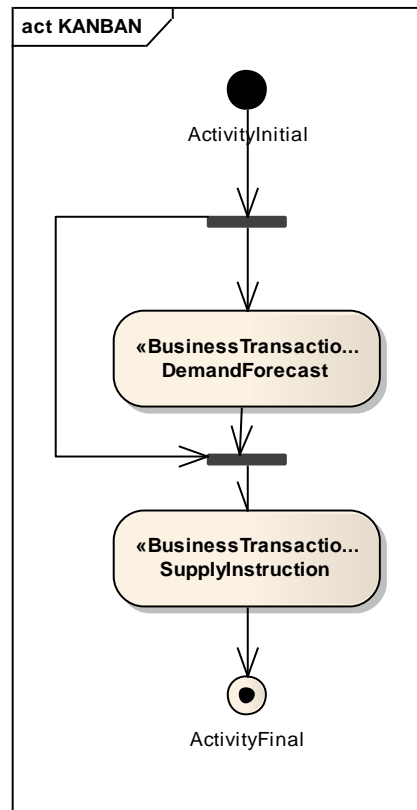 act KANBAN
ActivityInitial
«BusinessTransactio...
DemandForecast
«BusinessTransactio...
SupplyInstruction
ActivityFinal